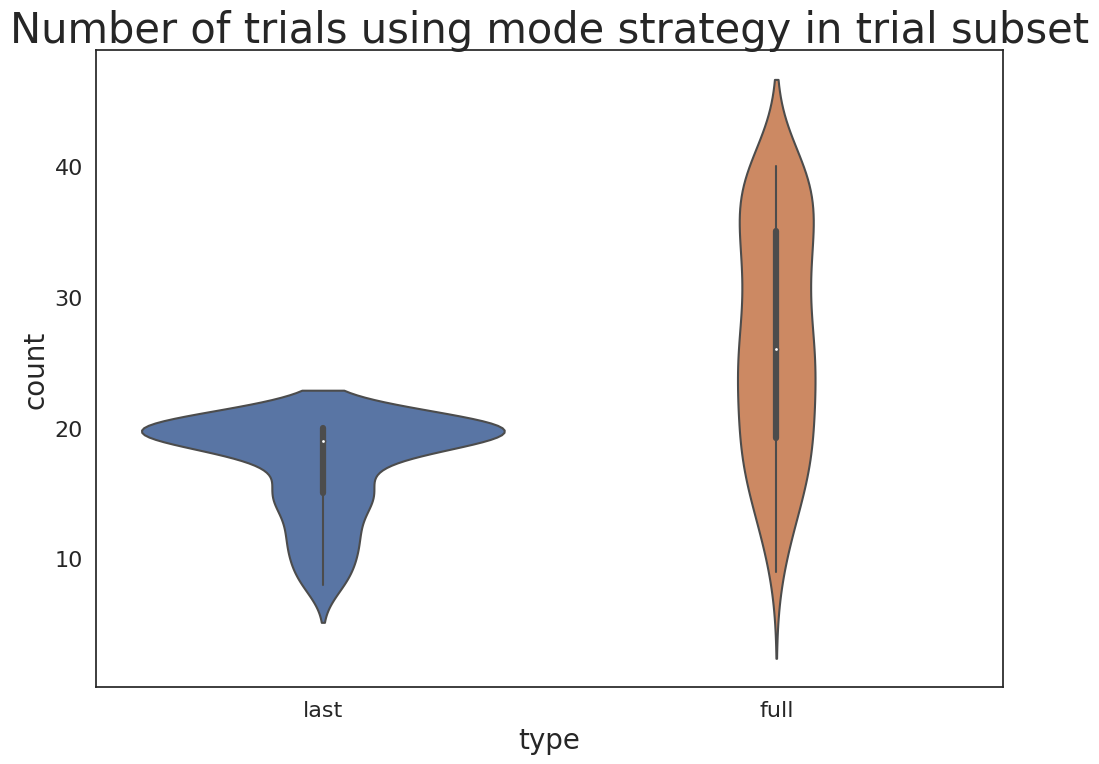 Number of trials using mode strategy in trial subset
40
30
20
10
count
last
full
type